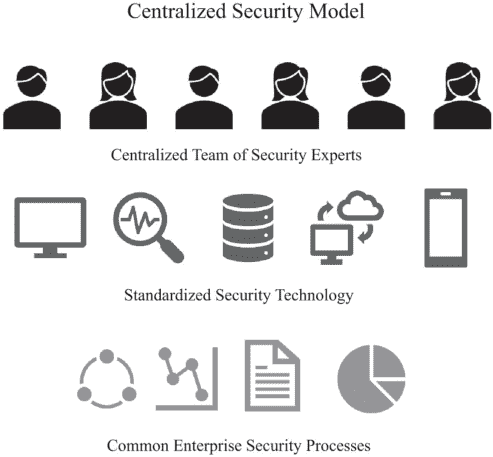 Centralized Security Model
Centralized Team of Security Experts
Standardized Security Technology
Common Enterprise Security Processes